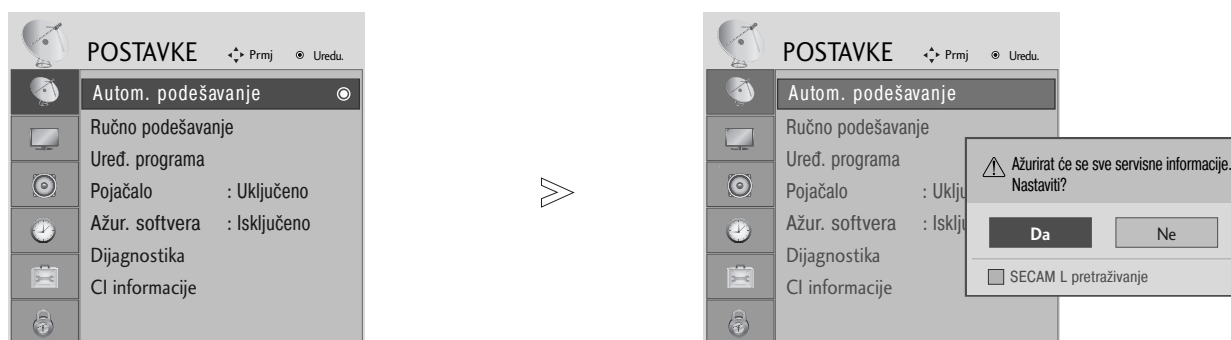 POSTAVKE Prmj Uredu.
Autom. podešavanje
Ručno podešavanje
Uređ. programa
Pojačalo : Uključeno
Ažur. softvera : Isključeno
Dijagnostika
CI informacije
POSTAVKE Prmj Uredu.
Autom. podešavanje
Ručno podešavanje
Uređ. programa
Pojačalo : Uklju
Ažur. softvera : Isklju
Dijagnostika
CI informacije
Ažurirat će se sve servisne informacije.
Nastaviti?
Da Ne
SECAM L pretraživanje